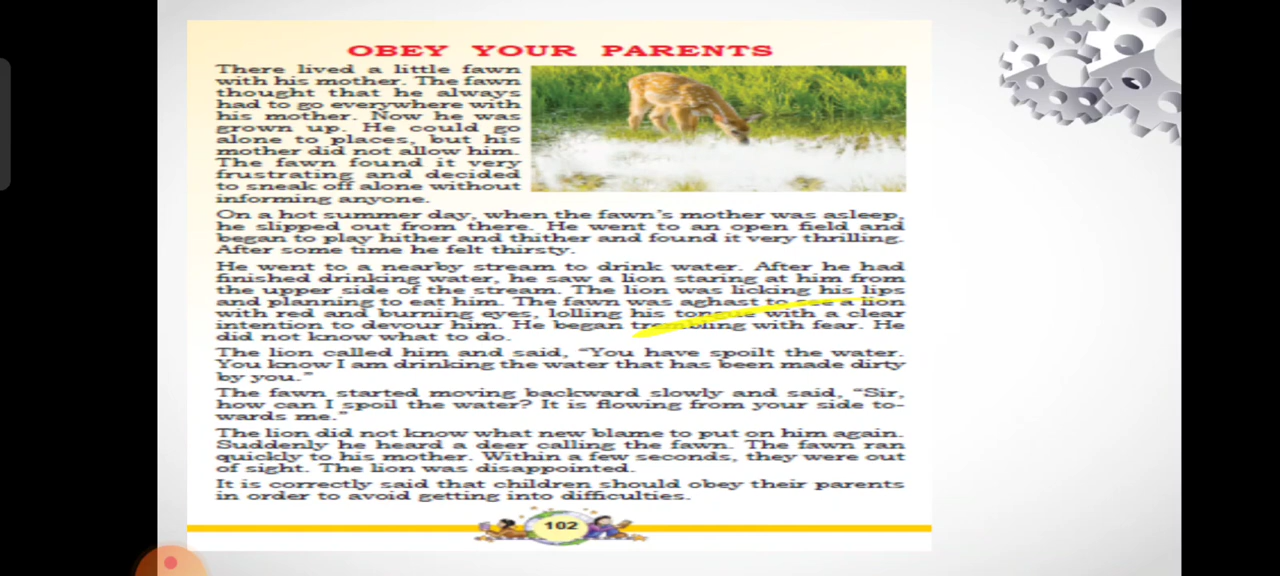 OBEY YOUR PARENTS
There lived a little fawn
with his mother. The fawn
thought that he always
had to go everywhere with
his mother. Now he was
grown up. He could go
alone to places, but his
mother did not allow him.
The fawn found it very
frustrating and decided
to sneak off alone without
informing anyone.
On a hot summer day, when the fawn's mother was asleep,
he slipped out from there. He went to an open field and
began to play hither and thither and found it very thrilling.
After some time he felt thirsty.
He went to a nearby stream to drink water. After he had
finished drinking water, he saw a lion staring at him from
the upper side of the stream. The lion was licking his lips
and planning to eat him. The fawn was aghast to see a lion
with red and burning eyes, lolling his tongue with a clear
intention to devour him. He began trembling with fear. He
did not know what to do.
The lion called him and said, "You have spoilt the water.
You know I am drinking the water that has been made dirty
by you."
The fawn started moving backward slowly and said, "Sir,
how can I spoil the water? It is flowing from your side to-
wards me."
The lion did not know what new blame to put on him again.
Suddenly he heard a deer calling the fawn. The fawn ran
quickly to his mother. Within a few seconds, they were out
of sight. The lion was disappointed.
It is correctly said that children should obey their parents
in order to avoid getting into difficulties.
102